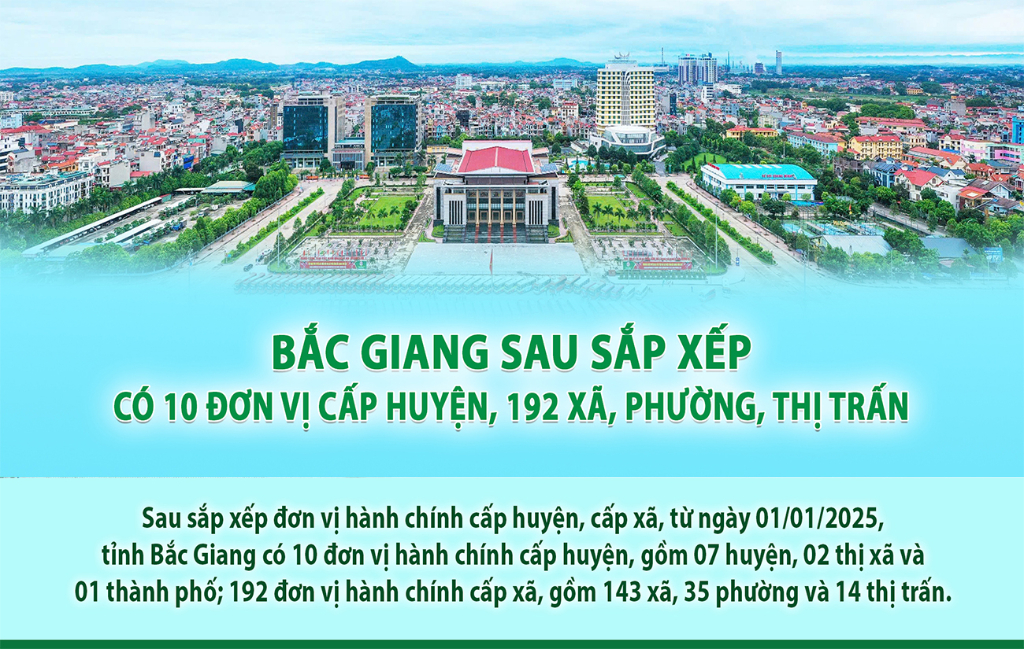 BẮC GIANG SAU SẮP XẾP
CÓ 10 ĐƠN VỊ CẤP HUYỆN, 192 XÃ, PHƯỜNG, THỊ TRẤN
Sau sắp xếp đơn vị hành chính cấp huyện, cấp xã, từ ngày 01/01/2025,
tỉnh Bắc Giang có 10 đơn vị hành chính cấp huyện, gồm 07 huyện, 02 thị xã và
01 thành phố; 192 đơn vị hành chính cấp xã, gồm 143 xã, 35 phường và 14 thị trấn.